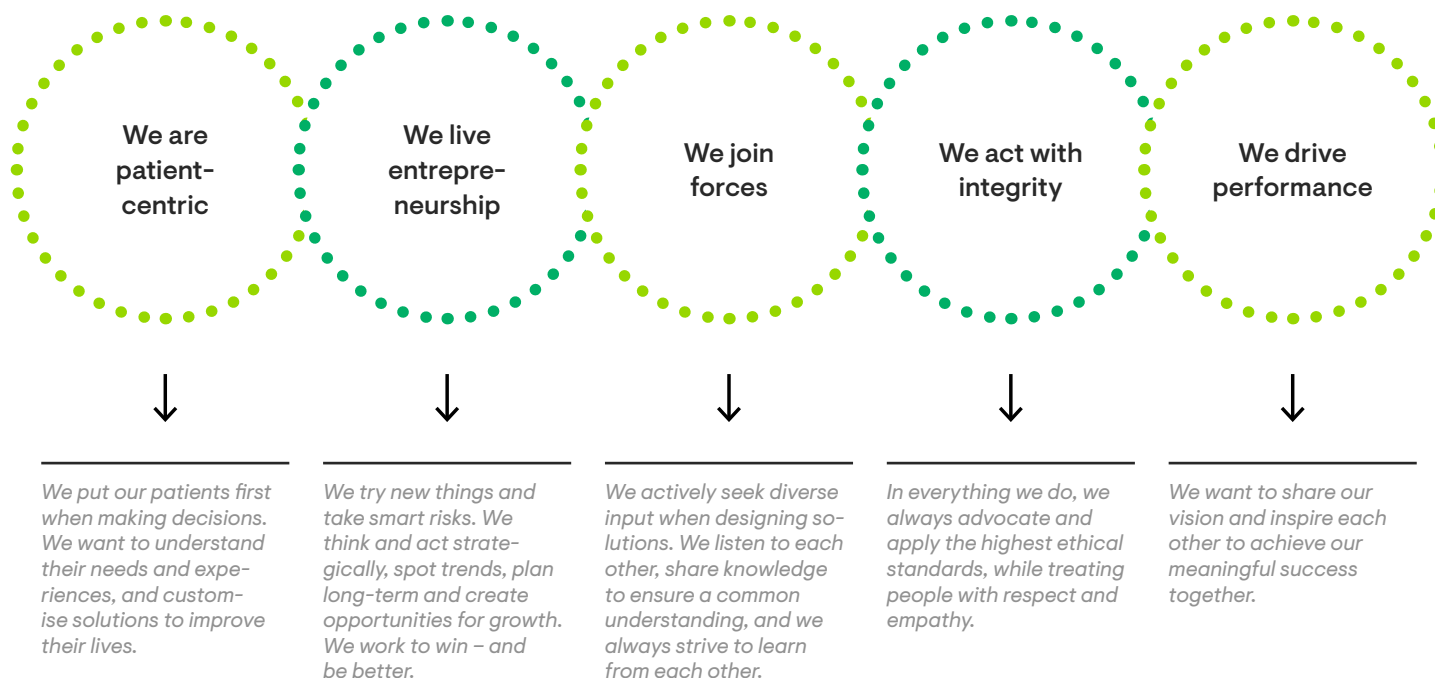 We are
patient-
centric
We live
entrepre-
neurship
We join
forces
We act with
integrity
We drive
performance
We put our patients first
when making decisions.
We want to understand
their needs and expe-
riences, and custom-
ise solutions to improve
their lives.
We try new things and
take smart risks. We
think and act strate-
gically, spot trends, plan
long-term and create
opportunities for growth.
We work to win – and
be better.
We actively seek diverse
input when designing so-
lutions. We listen to each
other, share knowledge
to ensure a common
understanding, and we
always strive to learn
from each other.
In everything we do, we
always advocate and
apply the highest ethical
standards, while treating
people with respect and
empathy.
We want to share our
vision and inspire each
other to achieve our
meaningful success
together.